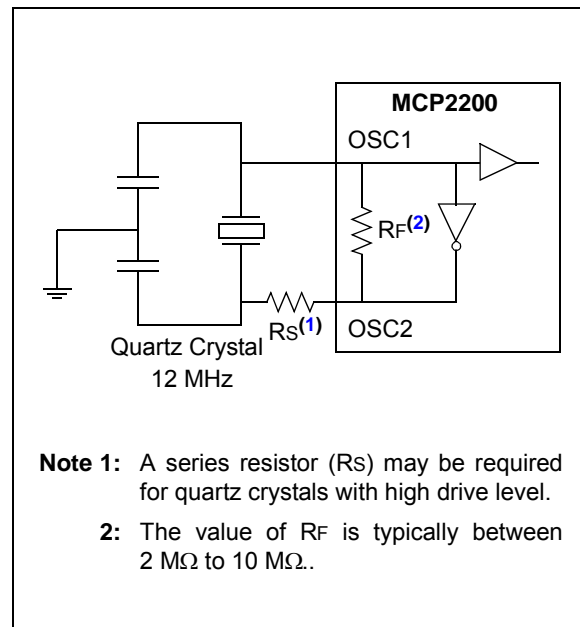 MCP2200
OSC1
RF(2)
RS(1)
OSC2
Quartz Crystal
12 MHz
Note 1: A series resistor (RS) may be required
for quartz crystals with high drive level.
2: The value of RF is typically between
2 MΩ to 10 MΩ..